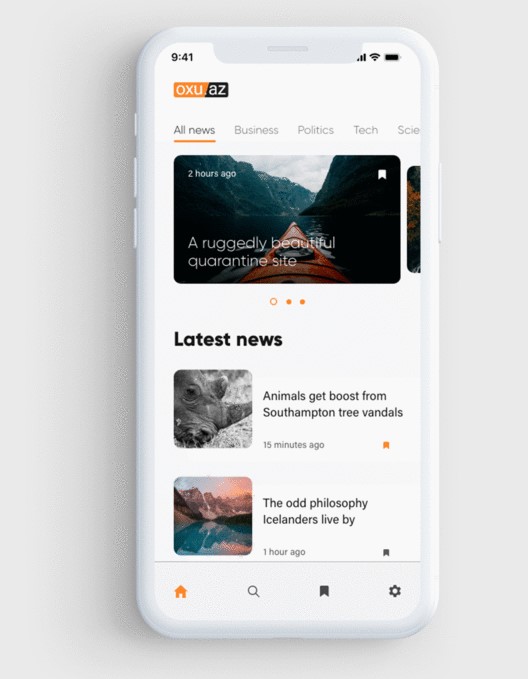 9:41
oxu.az
All news Business Politics Tech Scie
2 hours ago
A ruggedly beautiful
quarantine site
Latest news
Animals get boost from
Southampton tree vandals
15 minutes ago
The odd philosophy
Icelanders live by
1 hour ago